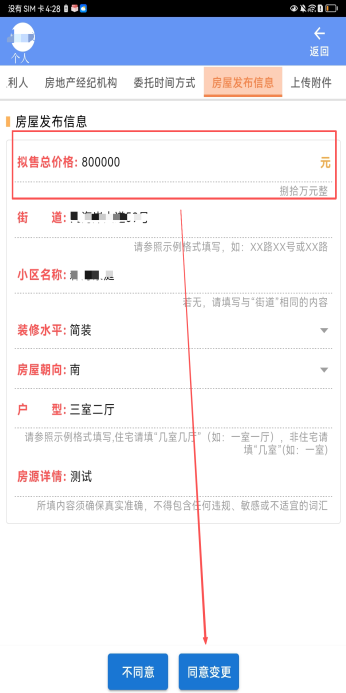 没有 SIM 卡 4:28
个人
返回
利人 房地产经纪机构 委托时间方式 房屋发布信息 上传附件
房屋发布信息
拟售总价格: 800000 元
捌拾万元整
街 道:
请参照示例格式填写，如：XX路XX号或XX路
小区名称:
若无，请填写与“街道”相同的内容
装修水平: 简装
房屋朝向: 南
户 型: 三室二厅
请参照示例格式填写,住宅请填“几室几厅”（如：一室一厅），非住宅请
填“几室”(如：一室)
房源详情: 测试
所填内容须确保真实准确，不得包含任何违规、敏感或不适宜的词汇
不同意 同意变更